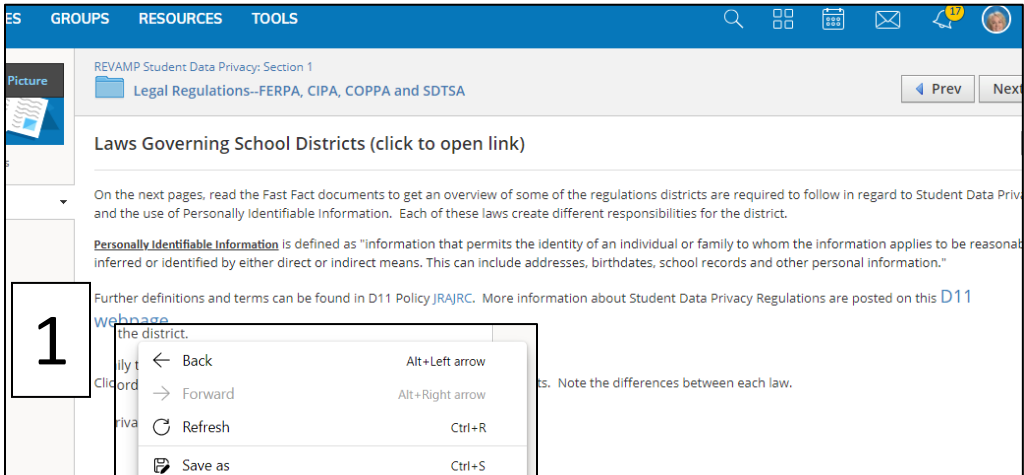 ES GROUPS RESOURCES TOOLS 17
REVAMP Student Data Privacy: Section 1
Picture
Legal Regulations--FERPA, CIPA, COPPA and SDTSA
Prev Next
Laws Governing School Districts (click to open link)
s
On the next pages, read the Fast Fact documents to get an overview of some of the regulations districts are required to follow in regard to Student Data Priva
and the use of Personally Identifiable Information. Each of these laws create different responsibilities for the district.
Personally Identifiable Information is defined as "information that permits the identity of an individual or family to whom the information applies to be reasonab
inferred or identified by either direct or indirect means. This can include addresses, birthdates, school records and other personal information."
Further definitions and terms can be found in D11 Policy JRAJRC. More information about Student Data Privacy Regulations are posted on this D11
webpage
1
the district.
ily t
Back Alt+Left arrow
Clic ord ts. Note the differences between each law.
Forward Alt+Right arrow
riva
Refresh Ctrl+R
Save as Ctrl+S